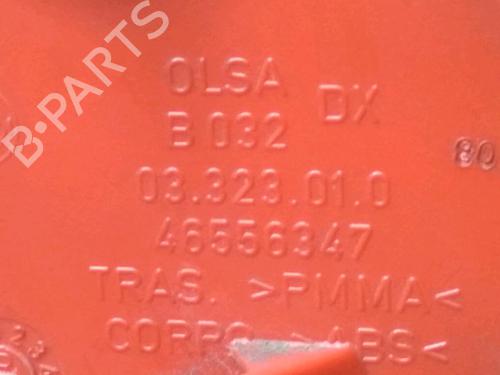 OLSA DX
B 032
80
03.323.01.0
46556347
TRAS. >PMMA<
CORPO >ABS<
B-PARTS